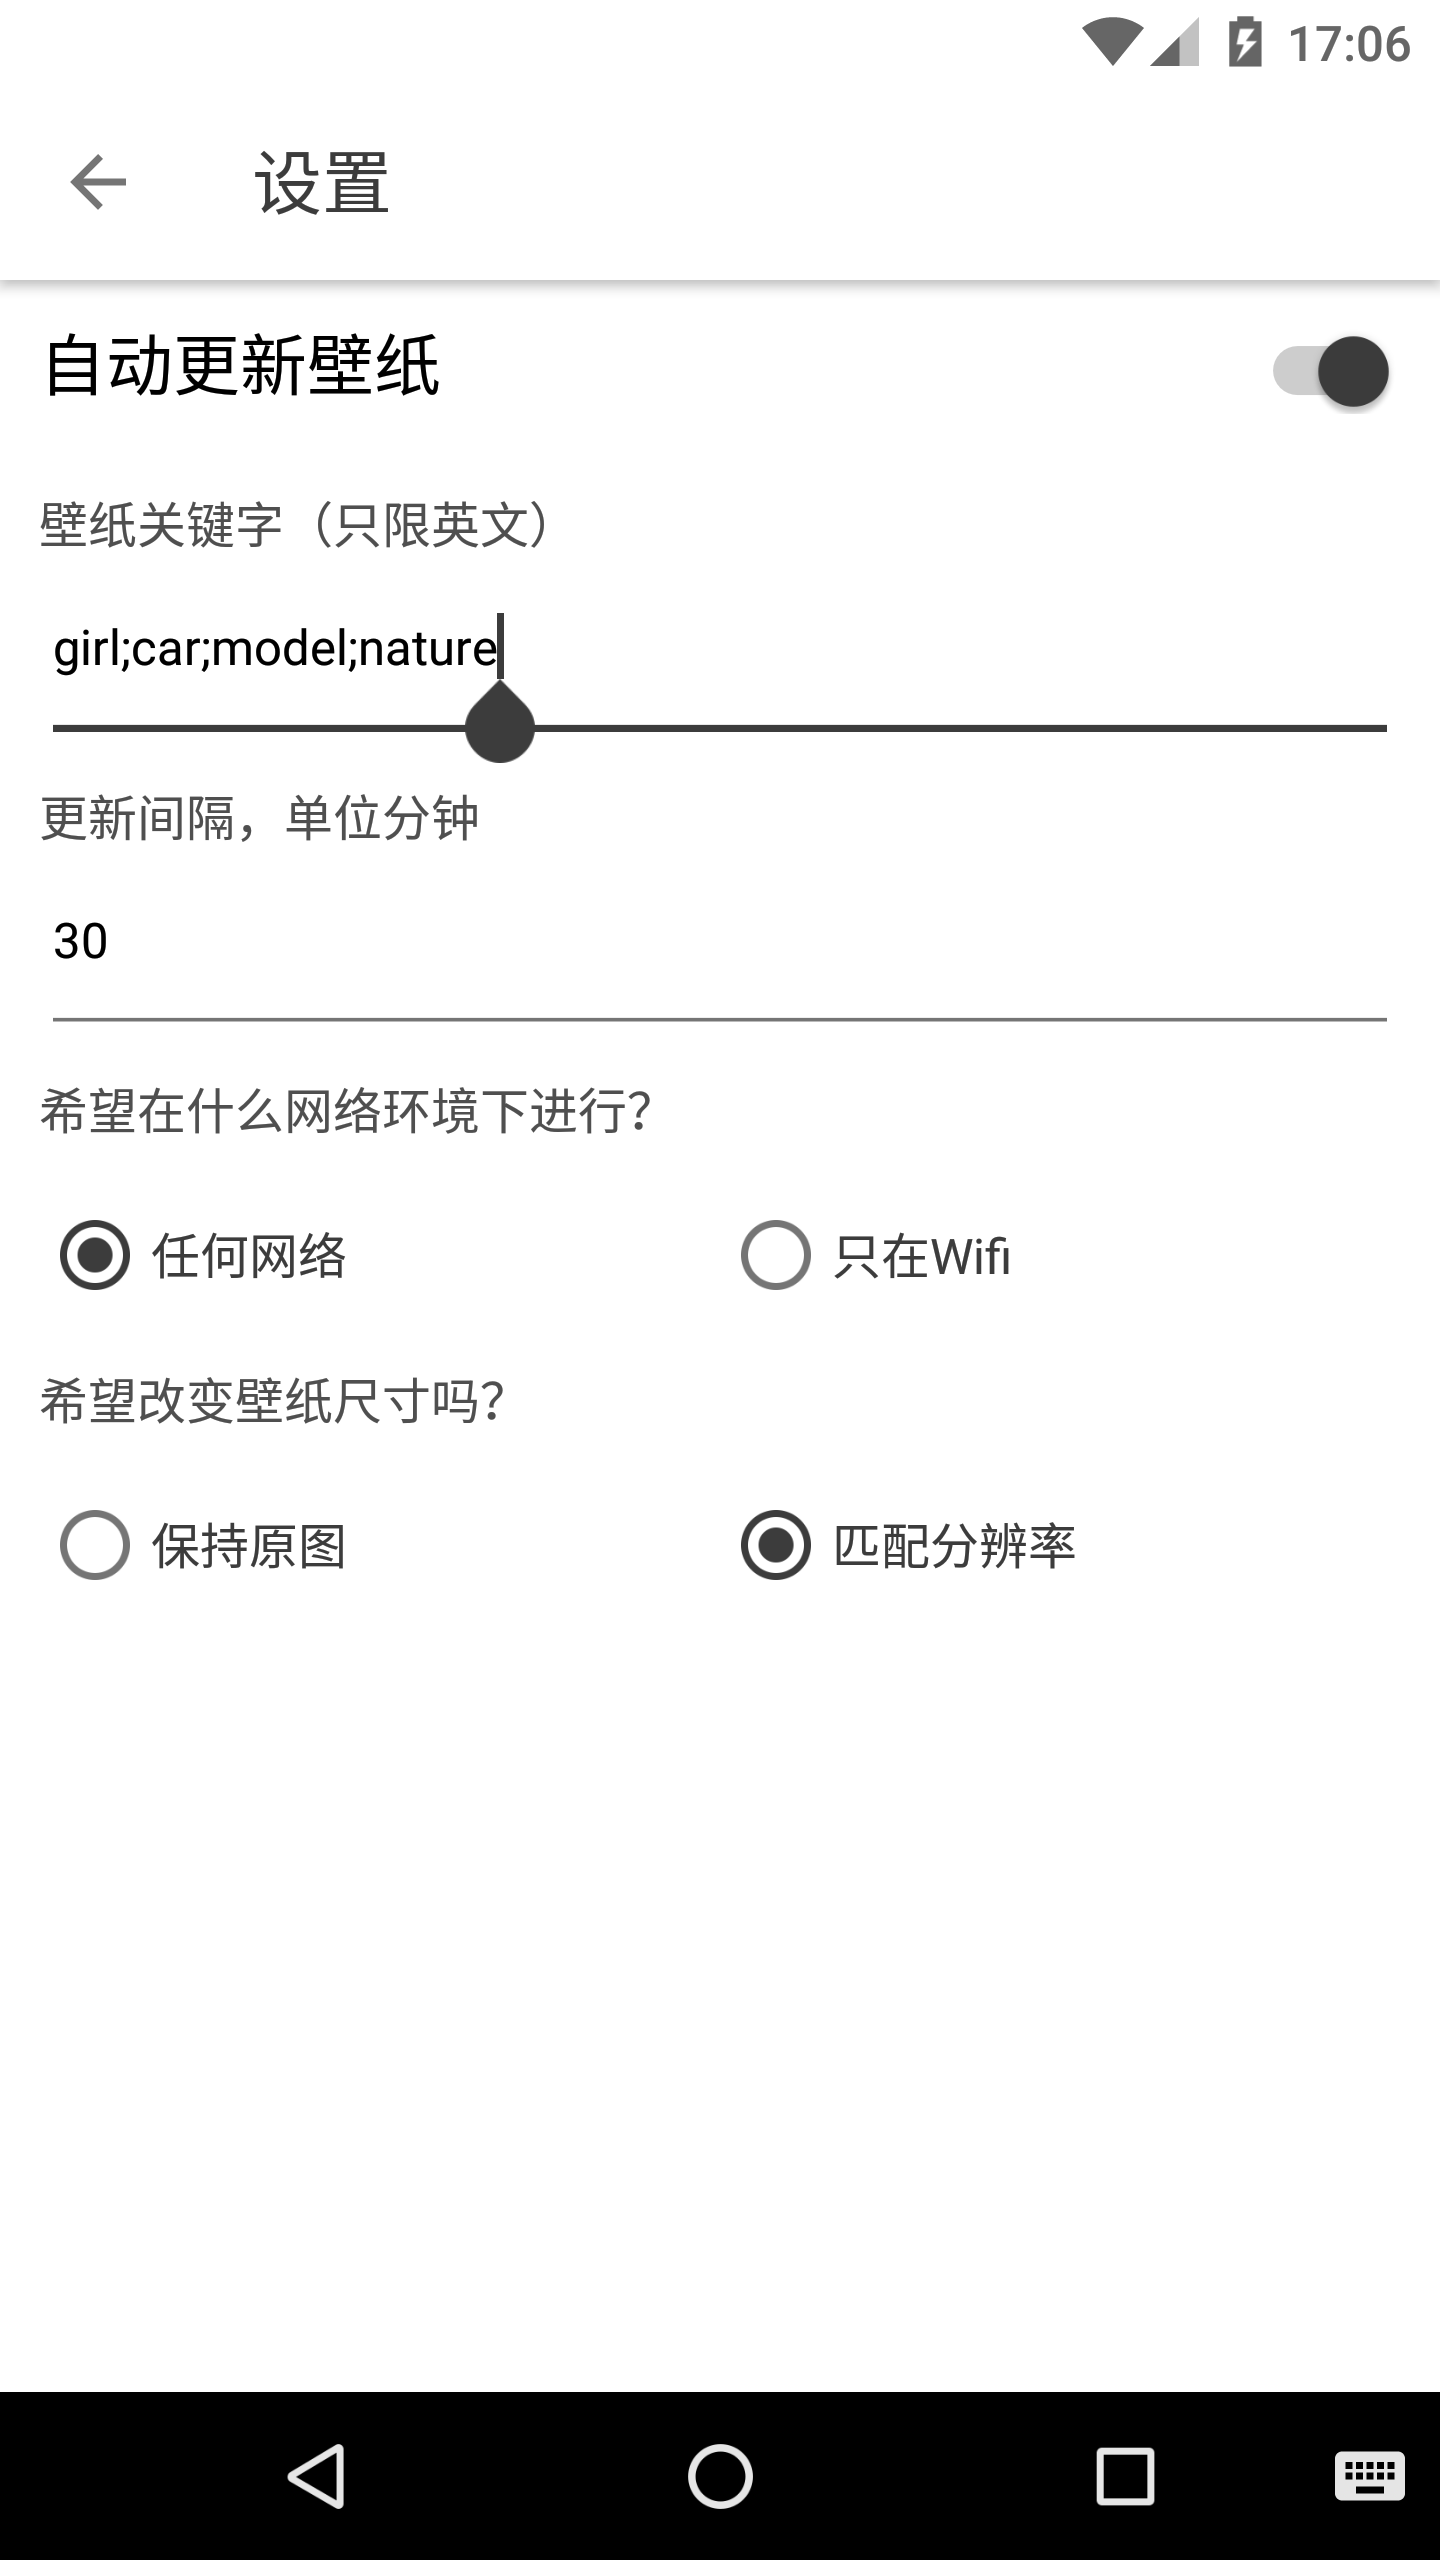 17:06
设置
自动更新壁纸
壁纸关键字（只限英文）
girl;car;model;nature
更新间隔，单位分钟
30
希望在什么网络环境下进行？
任何网络 只在Wifi
希望改变壁纸尺寸吗？
保持原图 匹配分辨率